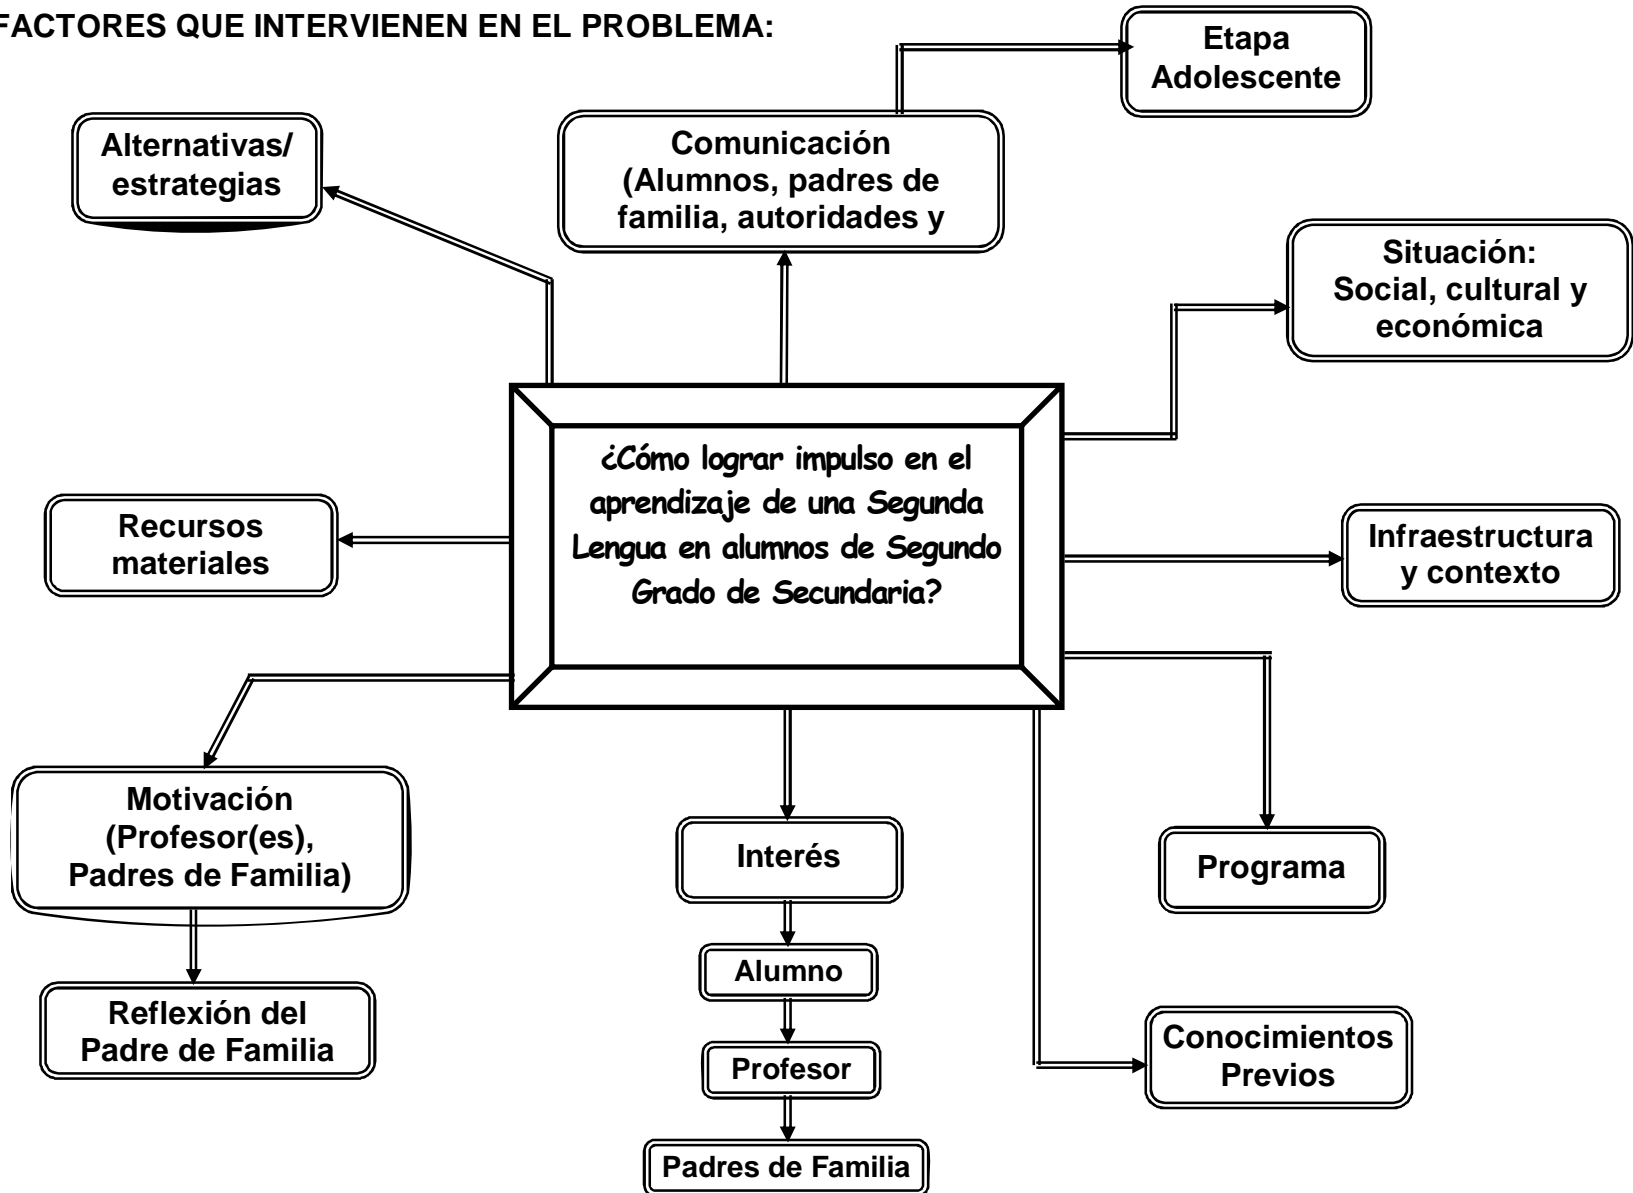 FACTORES QUE INTERVIENEN EN EL PROBLEMA:
Etapa
Adolescente
Alternativas/
estrategias
Comunicación
(Alumnos, padres de
familia, autoridades y
Situación:
Social, cultural y
económica
¿Cómo lograr impulso en el
aprendizaje de una Segunda
Lengua en alumnos de Segundo
Grado de Secundaria?
Recursos
materiales
Infraestructura
y contexto
Motivación
(Profesor(es),
Padres de Familia)
Interés
Programa
Alumno
Reflexión del
Padre de Familia
Profesor
Conocimientos
Previos
Padres de Familia